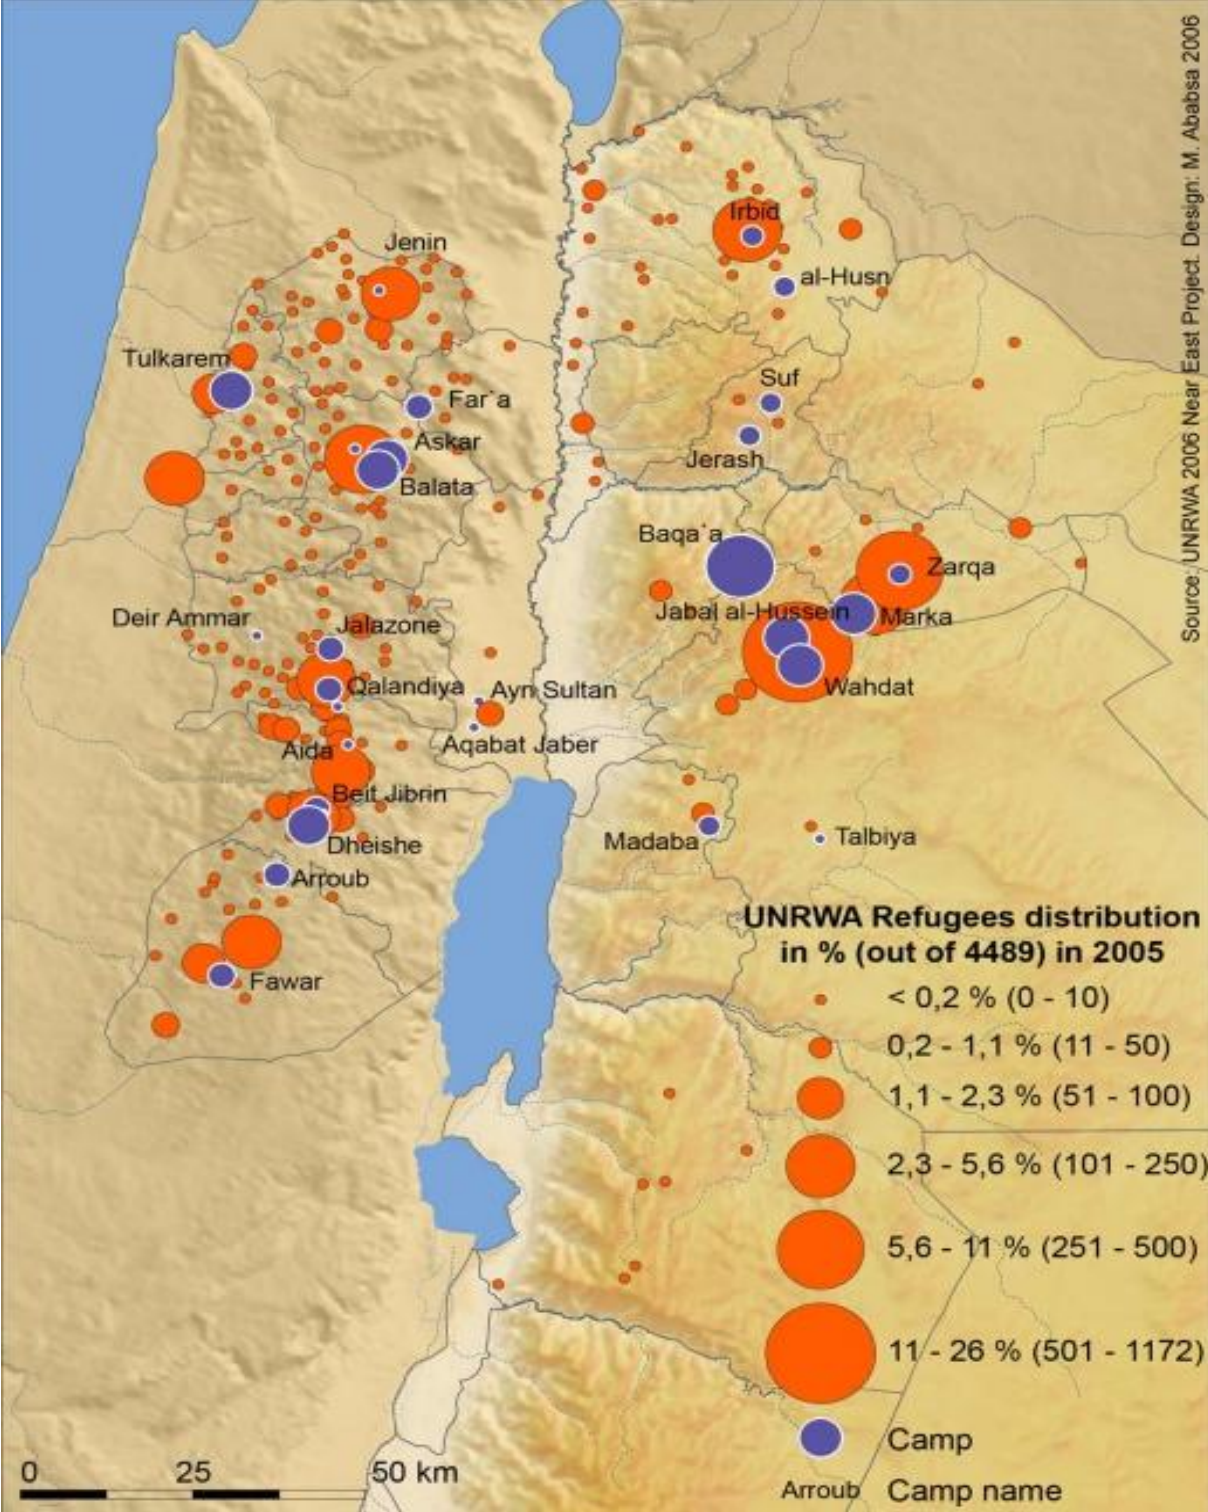 Source: UNRWA 2006 Near East Project. Design: M. Ababsa 2006
Irbid
Jenin
al-Husn
Tulkarem
Suf
Far`a
Askar
Jerash
Balata
Baqa`a
Zarqa
Deir Ammar
Jabal al-Hussein
Marka
Jalazone
Qalandiya
Ayn Sultan
Wahdat
Aida
Aqabat Jaber
Beit Jibrin
Madaba
Talbiya
Dheishe
Arroub
Fawar
UNRWA Refugees distribution
in % (out of 4489) in 2005
< 0,2 % (0 - 10)
0,2 - 1,1 % (11 - 50)
1,1 - 2,3 % (51 - 100)
2,3 - 5,6 % (101 - 250)
5,6 - 11 % (251 - 500)
11 - 26 % (501 - 1172)
Camp
Arroub Camp name
0 25 50 km